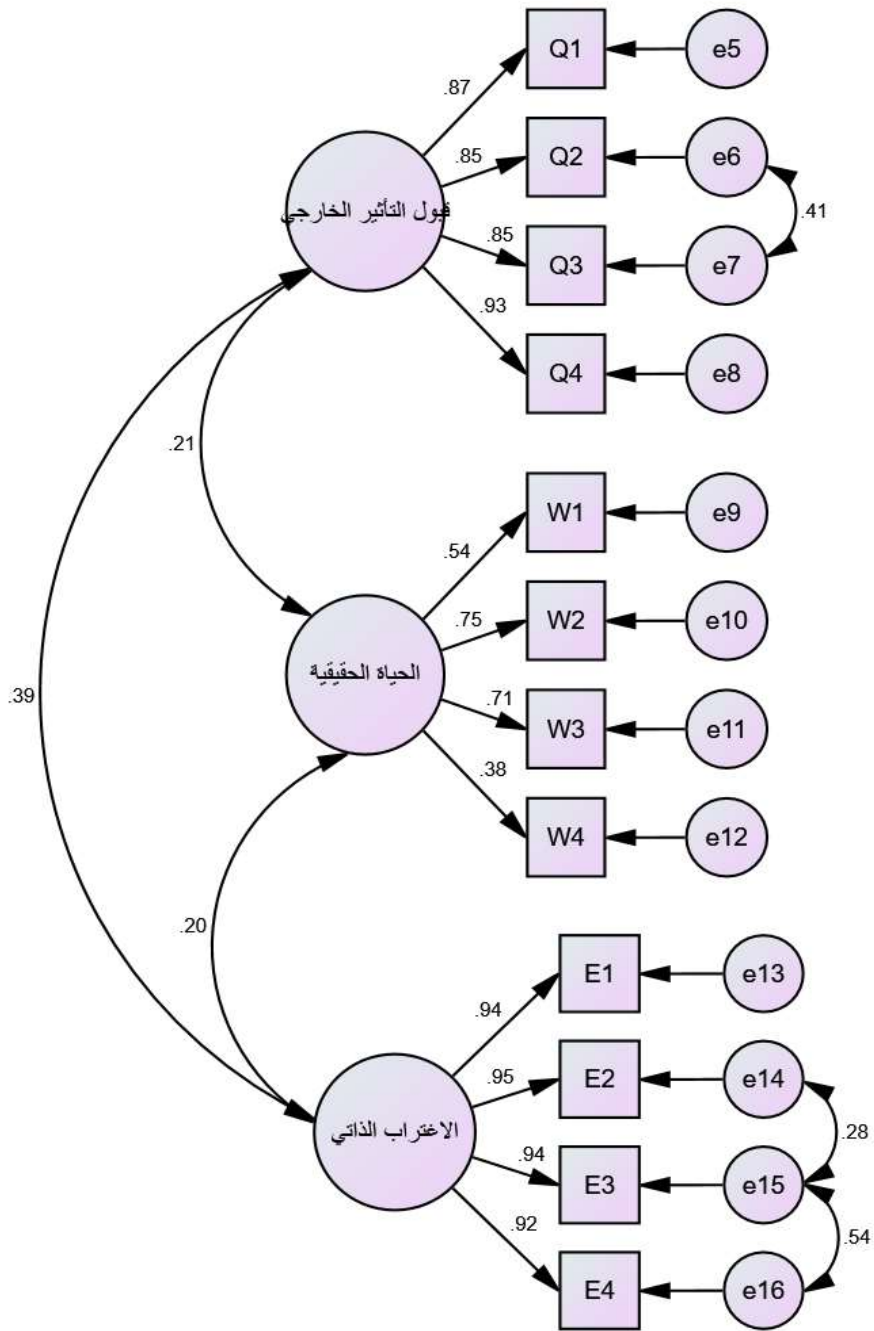 Q1
e5
.87
Q2
e6
.85
.41
قبول التأثير الخارجي
Q3
e7
.85
Q4
e8
.93
.21
W1
e9
.54
W2
e10
.75
الحياة الحقيقية
W3
e11
.71
W4
e12
.38
.39
.20
E1
e13
.94
E2
e14
.95
.28
الاغتراب الذاتي
E3
e15
.94
.54
E4
e16
.92